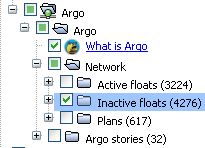 Argo
Argo
What is Argo
Network
Active floats (3224)
Inactive floats (4276)
Plans (617)
Argo stories (32)